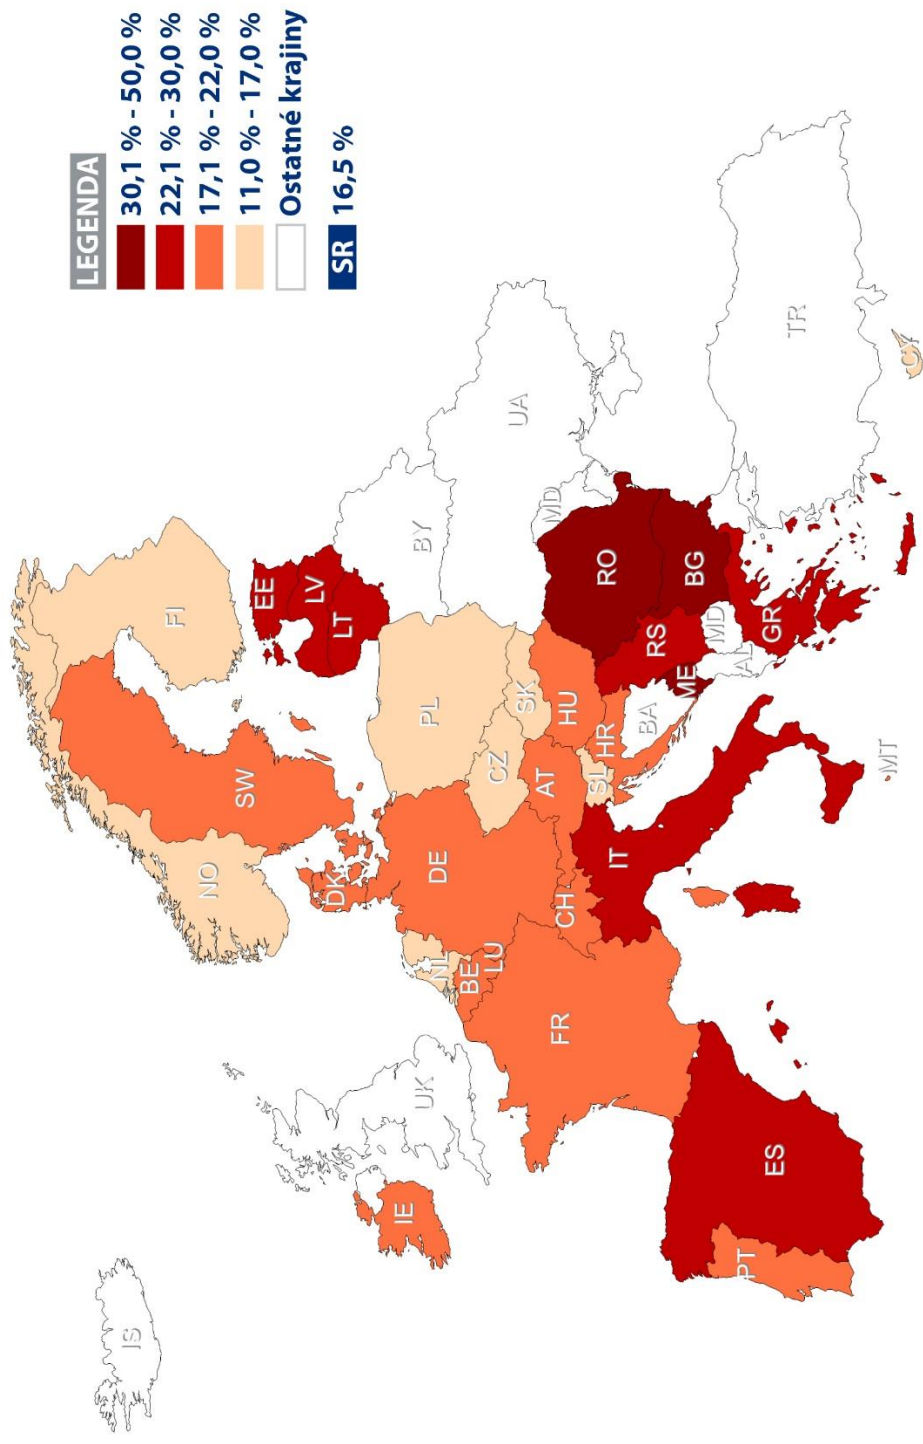 LEGENDA
30,1 % - 50,0 %
22,1 % - 30,0 %
17,1 % - 22,0 %
11,0 % - 17,0 %
Ostatné krajiny
SR 16,5 %
IS
NO
SW
FI
EE
LV
LT
DK
IE
UK
NL
BE
LU
DE
PL
BY
UA
CZ
SK
FR
CH
AT
HU
MD
SL
HR
RO
BA
RS
BG
ME
MD
AL
GR
IT
PT
ES
TR
MT
CY